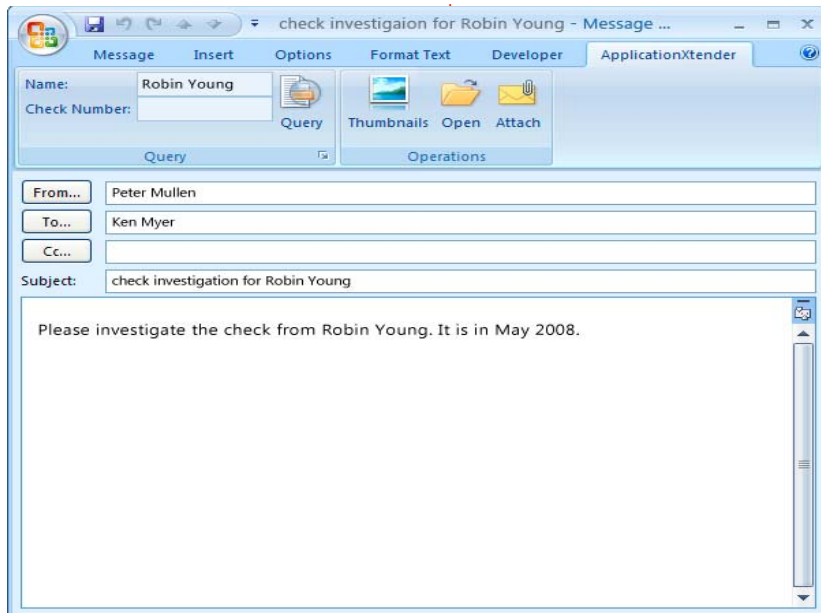 check investigaion for Robin Young - Message ...
Message Insert Options Format Text Developer ApplicationXtender
Name: Robin Young
Check Number:
Query Thumbnails Open Attach
Query Operations
From... Peter Mullen
To... Ken Myer
Cc...
Subject: check investigation for Robin Young
Please investigate the check from Robin Young. It is in May 2008.